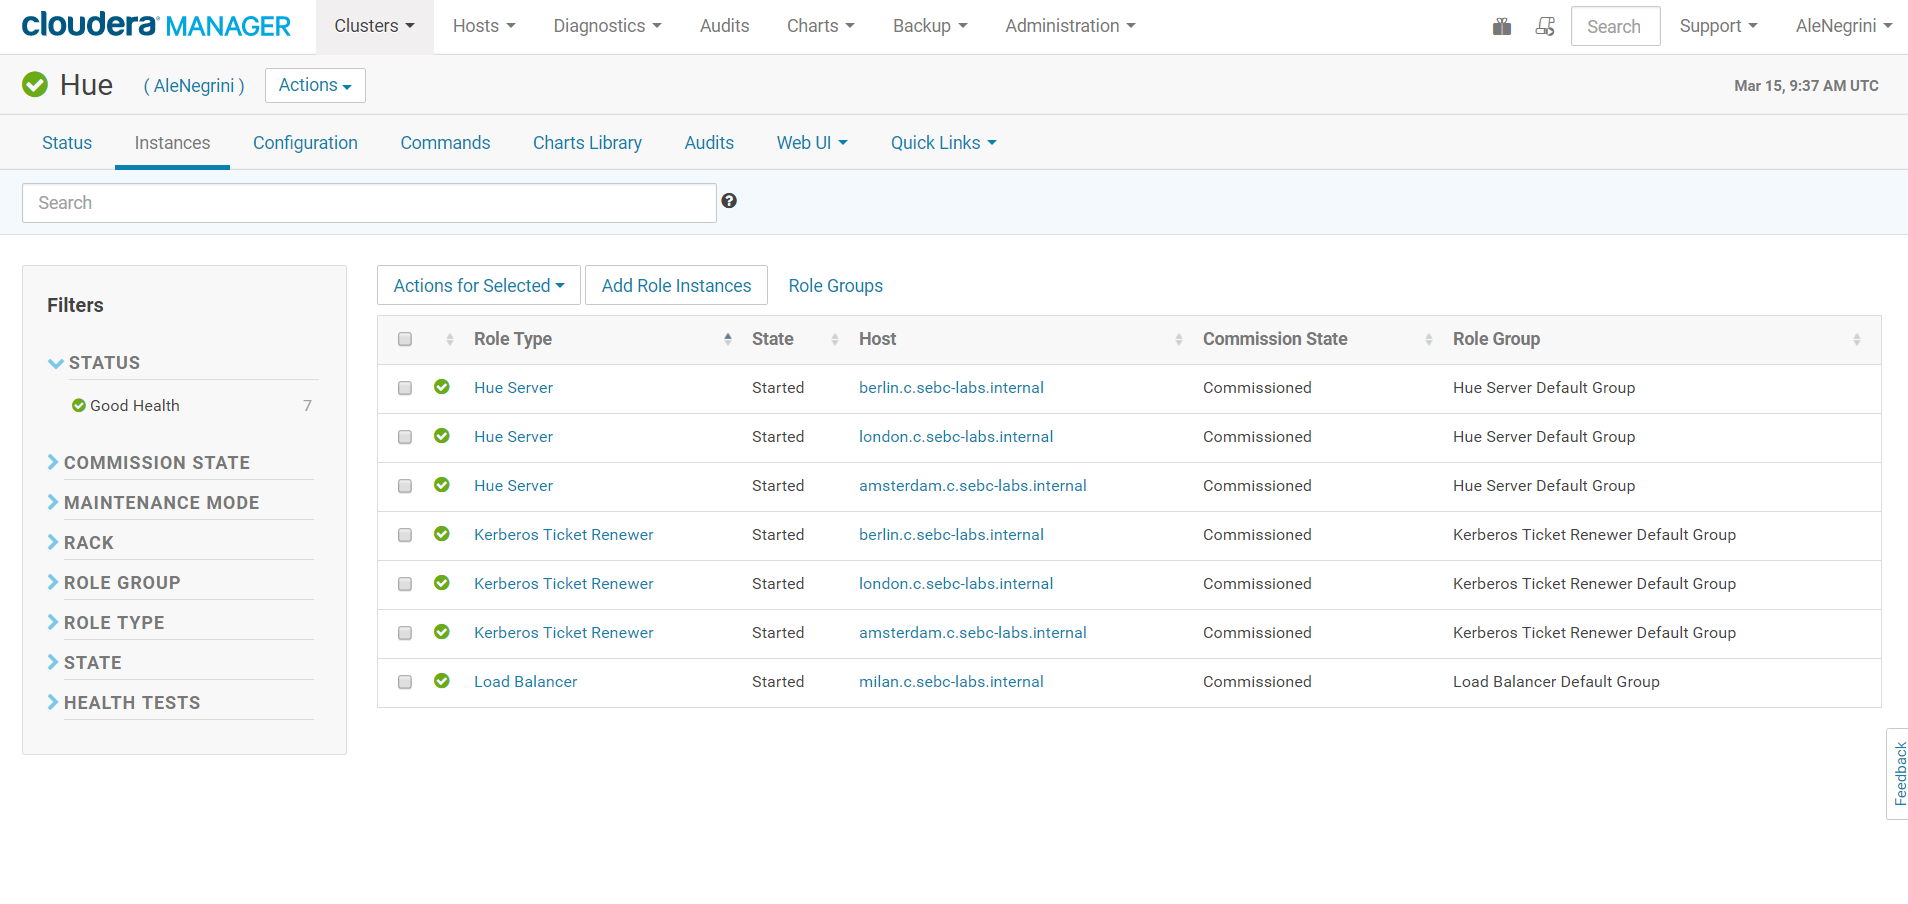 cloudera MANAGER Clusters Hosts Diagnostics Audits Charts Backup Administration Search Support AleNegrini
Hue ( AleNegrini ) Actions Mar 15, 9:37 AM UTC
Status Instances Configuration Commands Charts Library Audits Web UI Quick Links
Search ?
Filters
STATUS
Good Health 7
COMMISSION STATE
MAINTENANCE MODE
RACK
ROLE GROUP
ROLE TYPE
STATE
HEALTH TESTS
Actions for Selected Add Role Instances Role Groups
Role Type State Host Commission State Role Group
Hue Server Started berlin.c.sebc-labs.internal Commissioned Hue Server Default Group
Hue Server Started london.c.sebc-labs.internal Commissioned Hue Server Default Group
Hue Server Started amsterdam.c.sebc-labs.internal Commissioned Hue Server Default Group
Kerberos Ticket Renewer Started berlin.c.sebc-labs.internal Commissioned Kerberos Ticket Renewer Default Group
Kerberos Ticket Renewer Started london.c.sebc-labs.internal Commissioned Kerberos Ticket Renewer Default Group
Kerberos Ticket Renewer Started amsterdam.c.sebc-labs.internal Commissioned Kerberos Ticket Renewer Default Group
Load Balancer Started milan.c.sebc-labs.internal Commissioned Load Balancer Default Group
Feedback